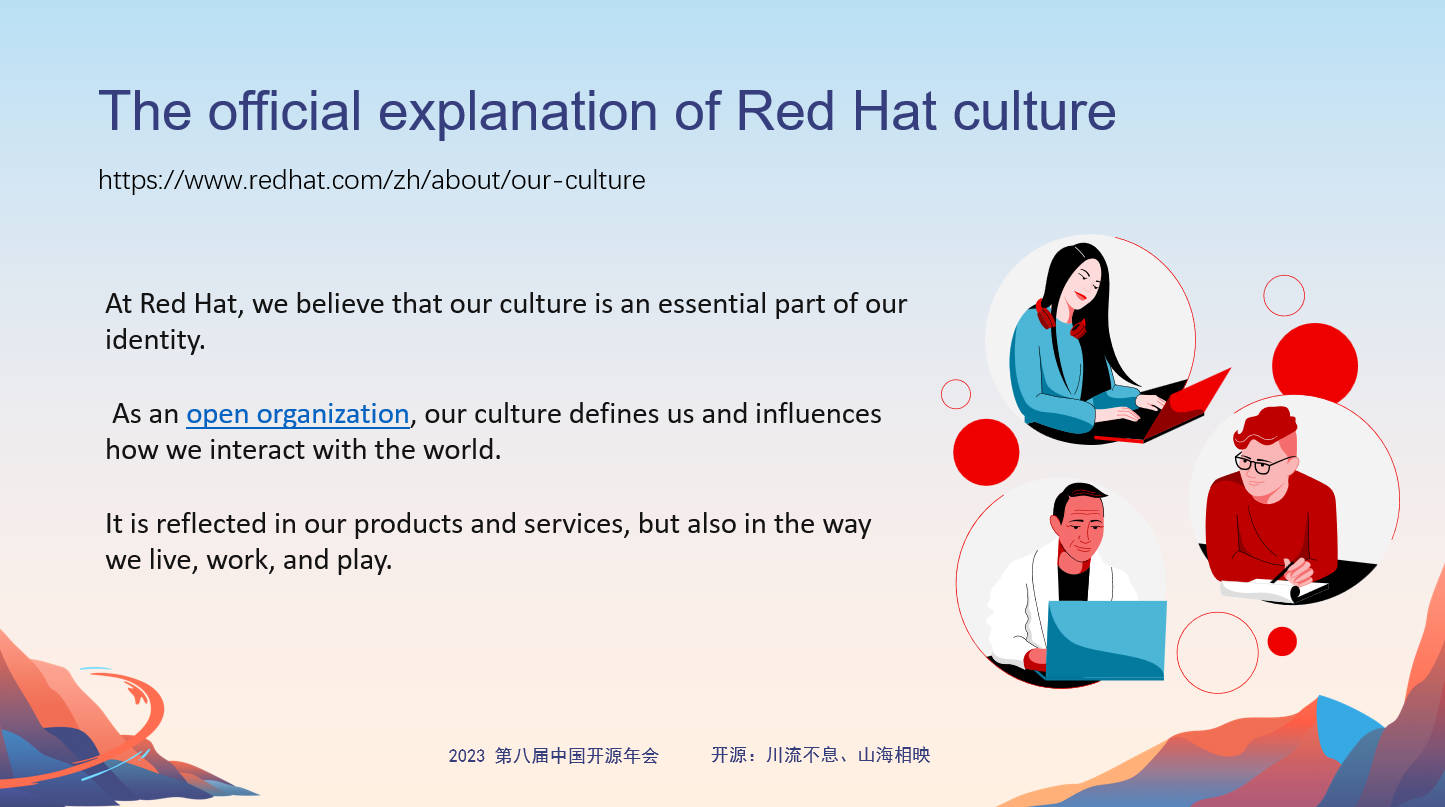 The official explanation of Red Hat culture
https://www.redhat.com/zh/about/our-culture
At Red Hat, we believe that our culture is an essential part of our
identity.
As an open organization, our culture defines us and influences
how we interact with the world.
It is reflected in our products and services, but also in the way
we live, work, and play.
2023 第八届中国开源年会 开源：川流不息、山海相映